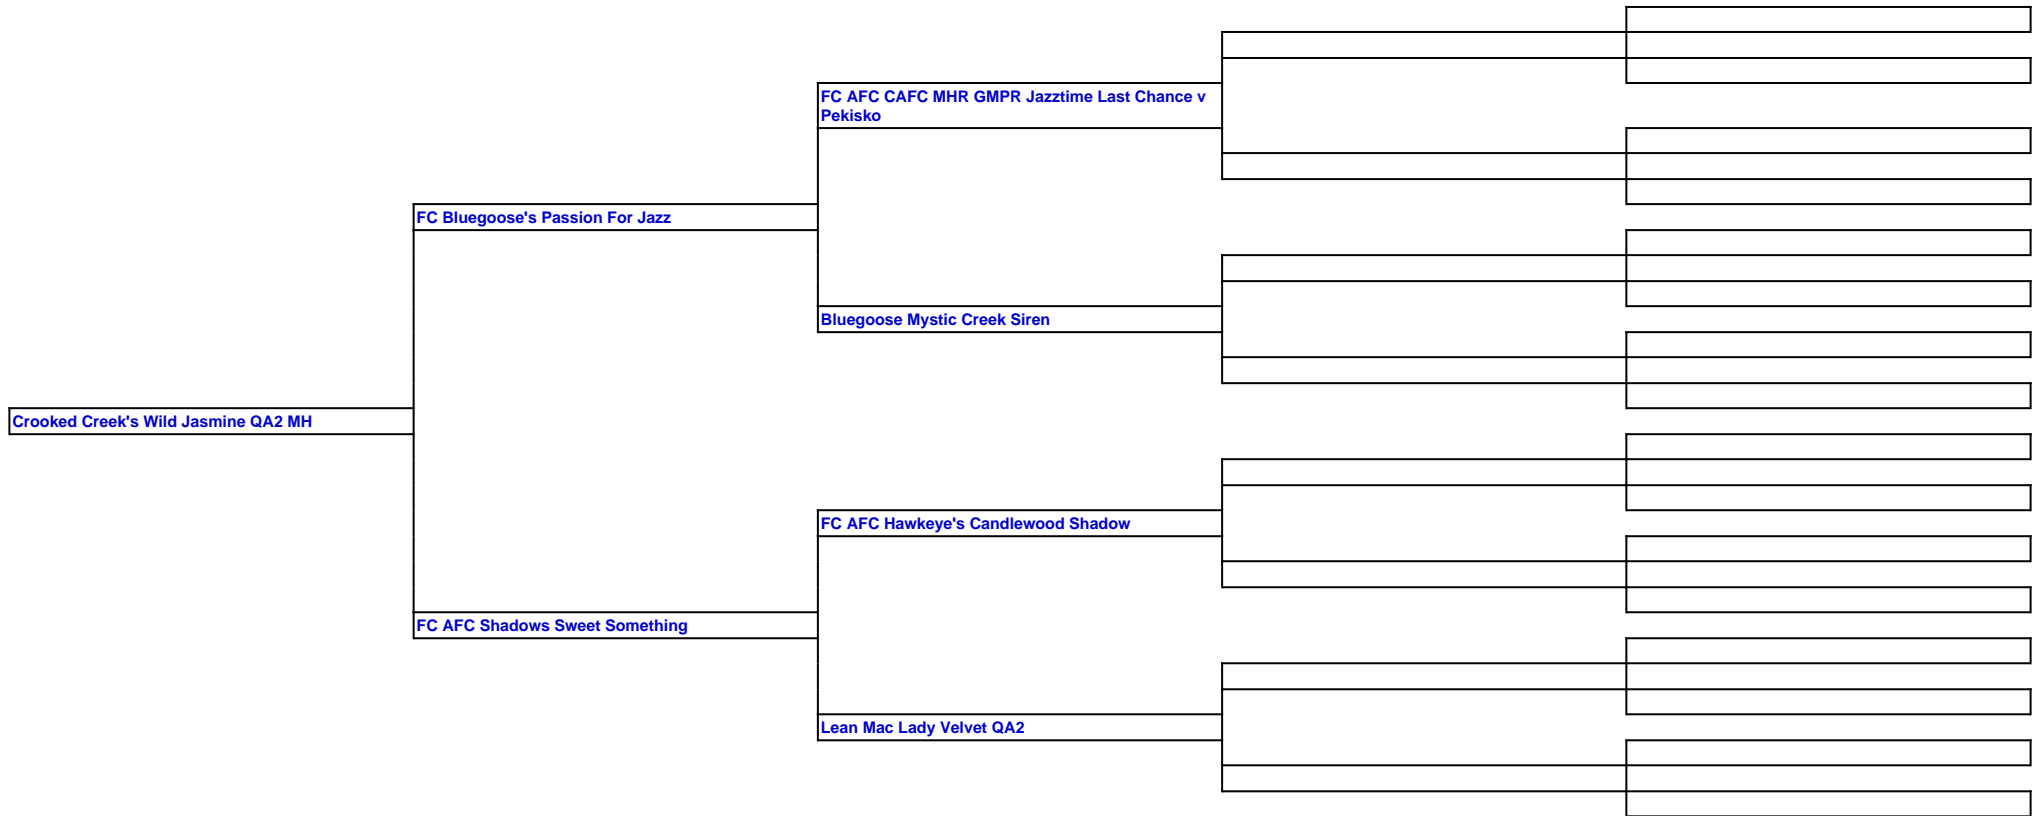 FC AFC CAFC MHR GMPR Jazztime Last Chance v
Pekisko
FC Bluegoose's Passion For Jazz
Bluegoose Mystic Creek Siren
Crooked Creek's Wild Jasmine QA2 MH
FC AFC Hawkeye's Candlewood Shadow
FC AFC Shadows Sweet Something
Lean Mac Lady Velvet QA2